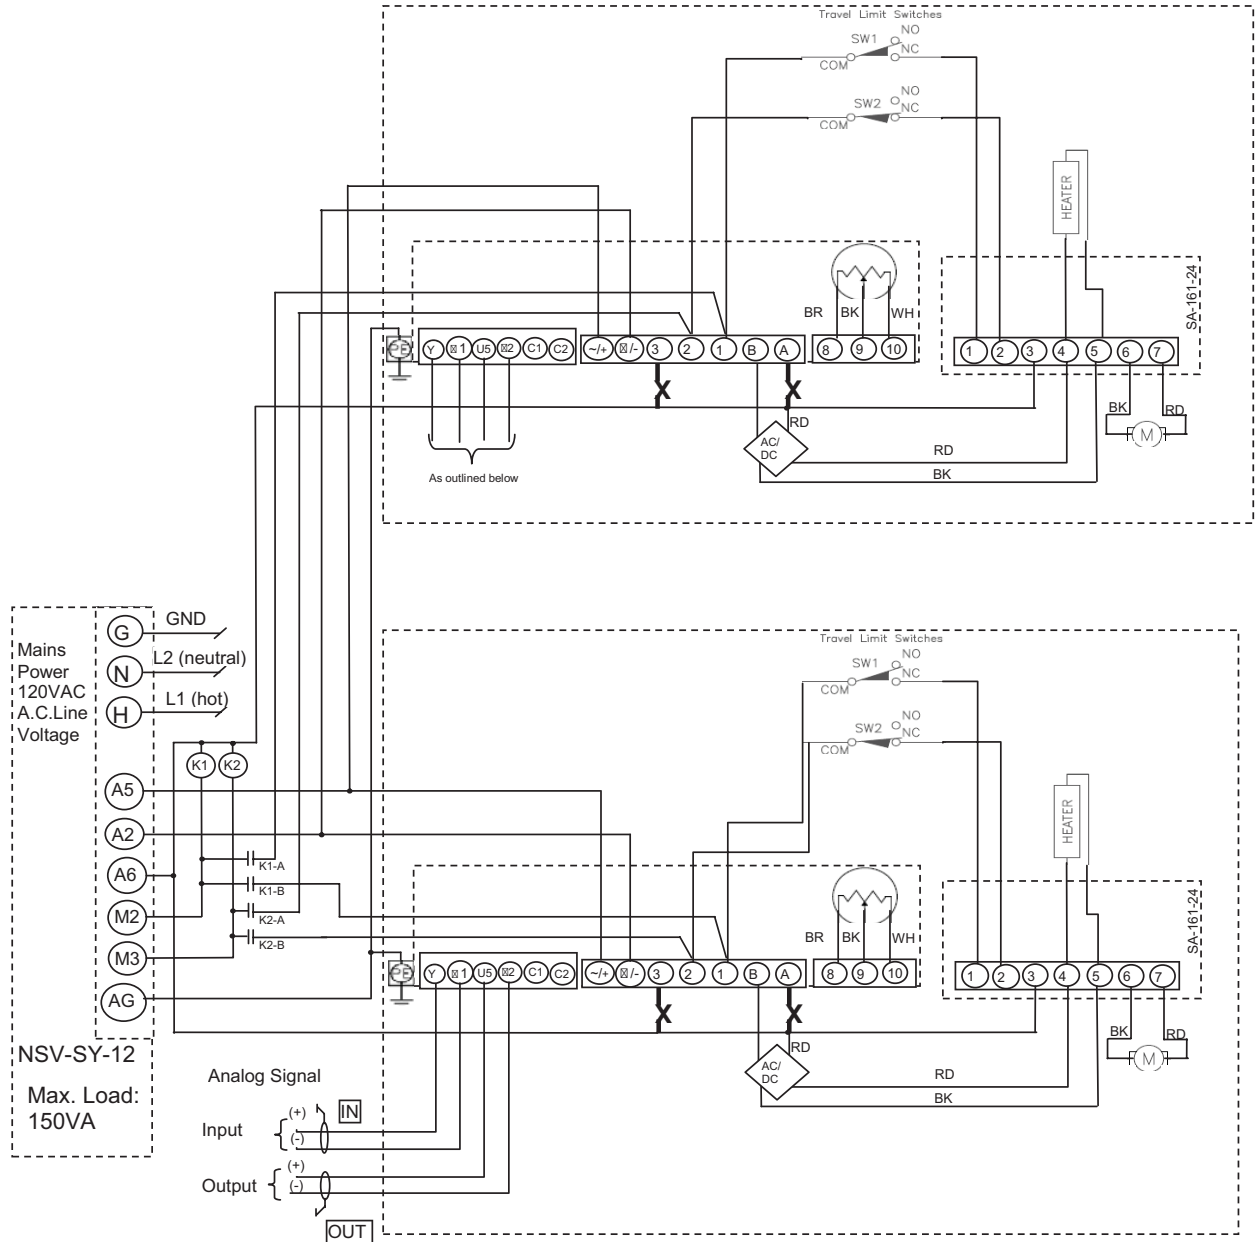 Travel Limit Switches
NO
SW1
NC
COM
NO
SW2
NC
COM
HEATER
SA-161-24
BR BK WH
PE
Y 1 U5 2 C1 C2
~/+ /- 3 2 1 B A
8 9 10
1 2 3 4 5 6 7
X X
RD
AC/
DC
BK M RD
RD
BK
As outlined below
Mains
Power
120VAC
A.C.Line
Voltage
G GND
N L2 (neutral)
H L1 (hot)
K1 K2
A5
A2
A6
M2
M3
AG
K1-A
K1-B
K2-A
K2-B
NSV-SY-12
Max. Load:
150VA
Travel Limit Switches
NO
SW1
NC
COM
NO
SW2
NC
COM
HEATER
SA-161-24
BR BK WH
PE
Y 1 U5 2 C1 C2
~/+ /- 3 2 1 B A
8 9 10
1 2 3 4 5 6 7
X X
RD
AC/
DC
BK M RD
RD
BK
Analog Signal
IN
Input (+)
(-)
Output (+)
(-)
OUT